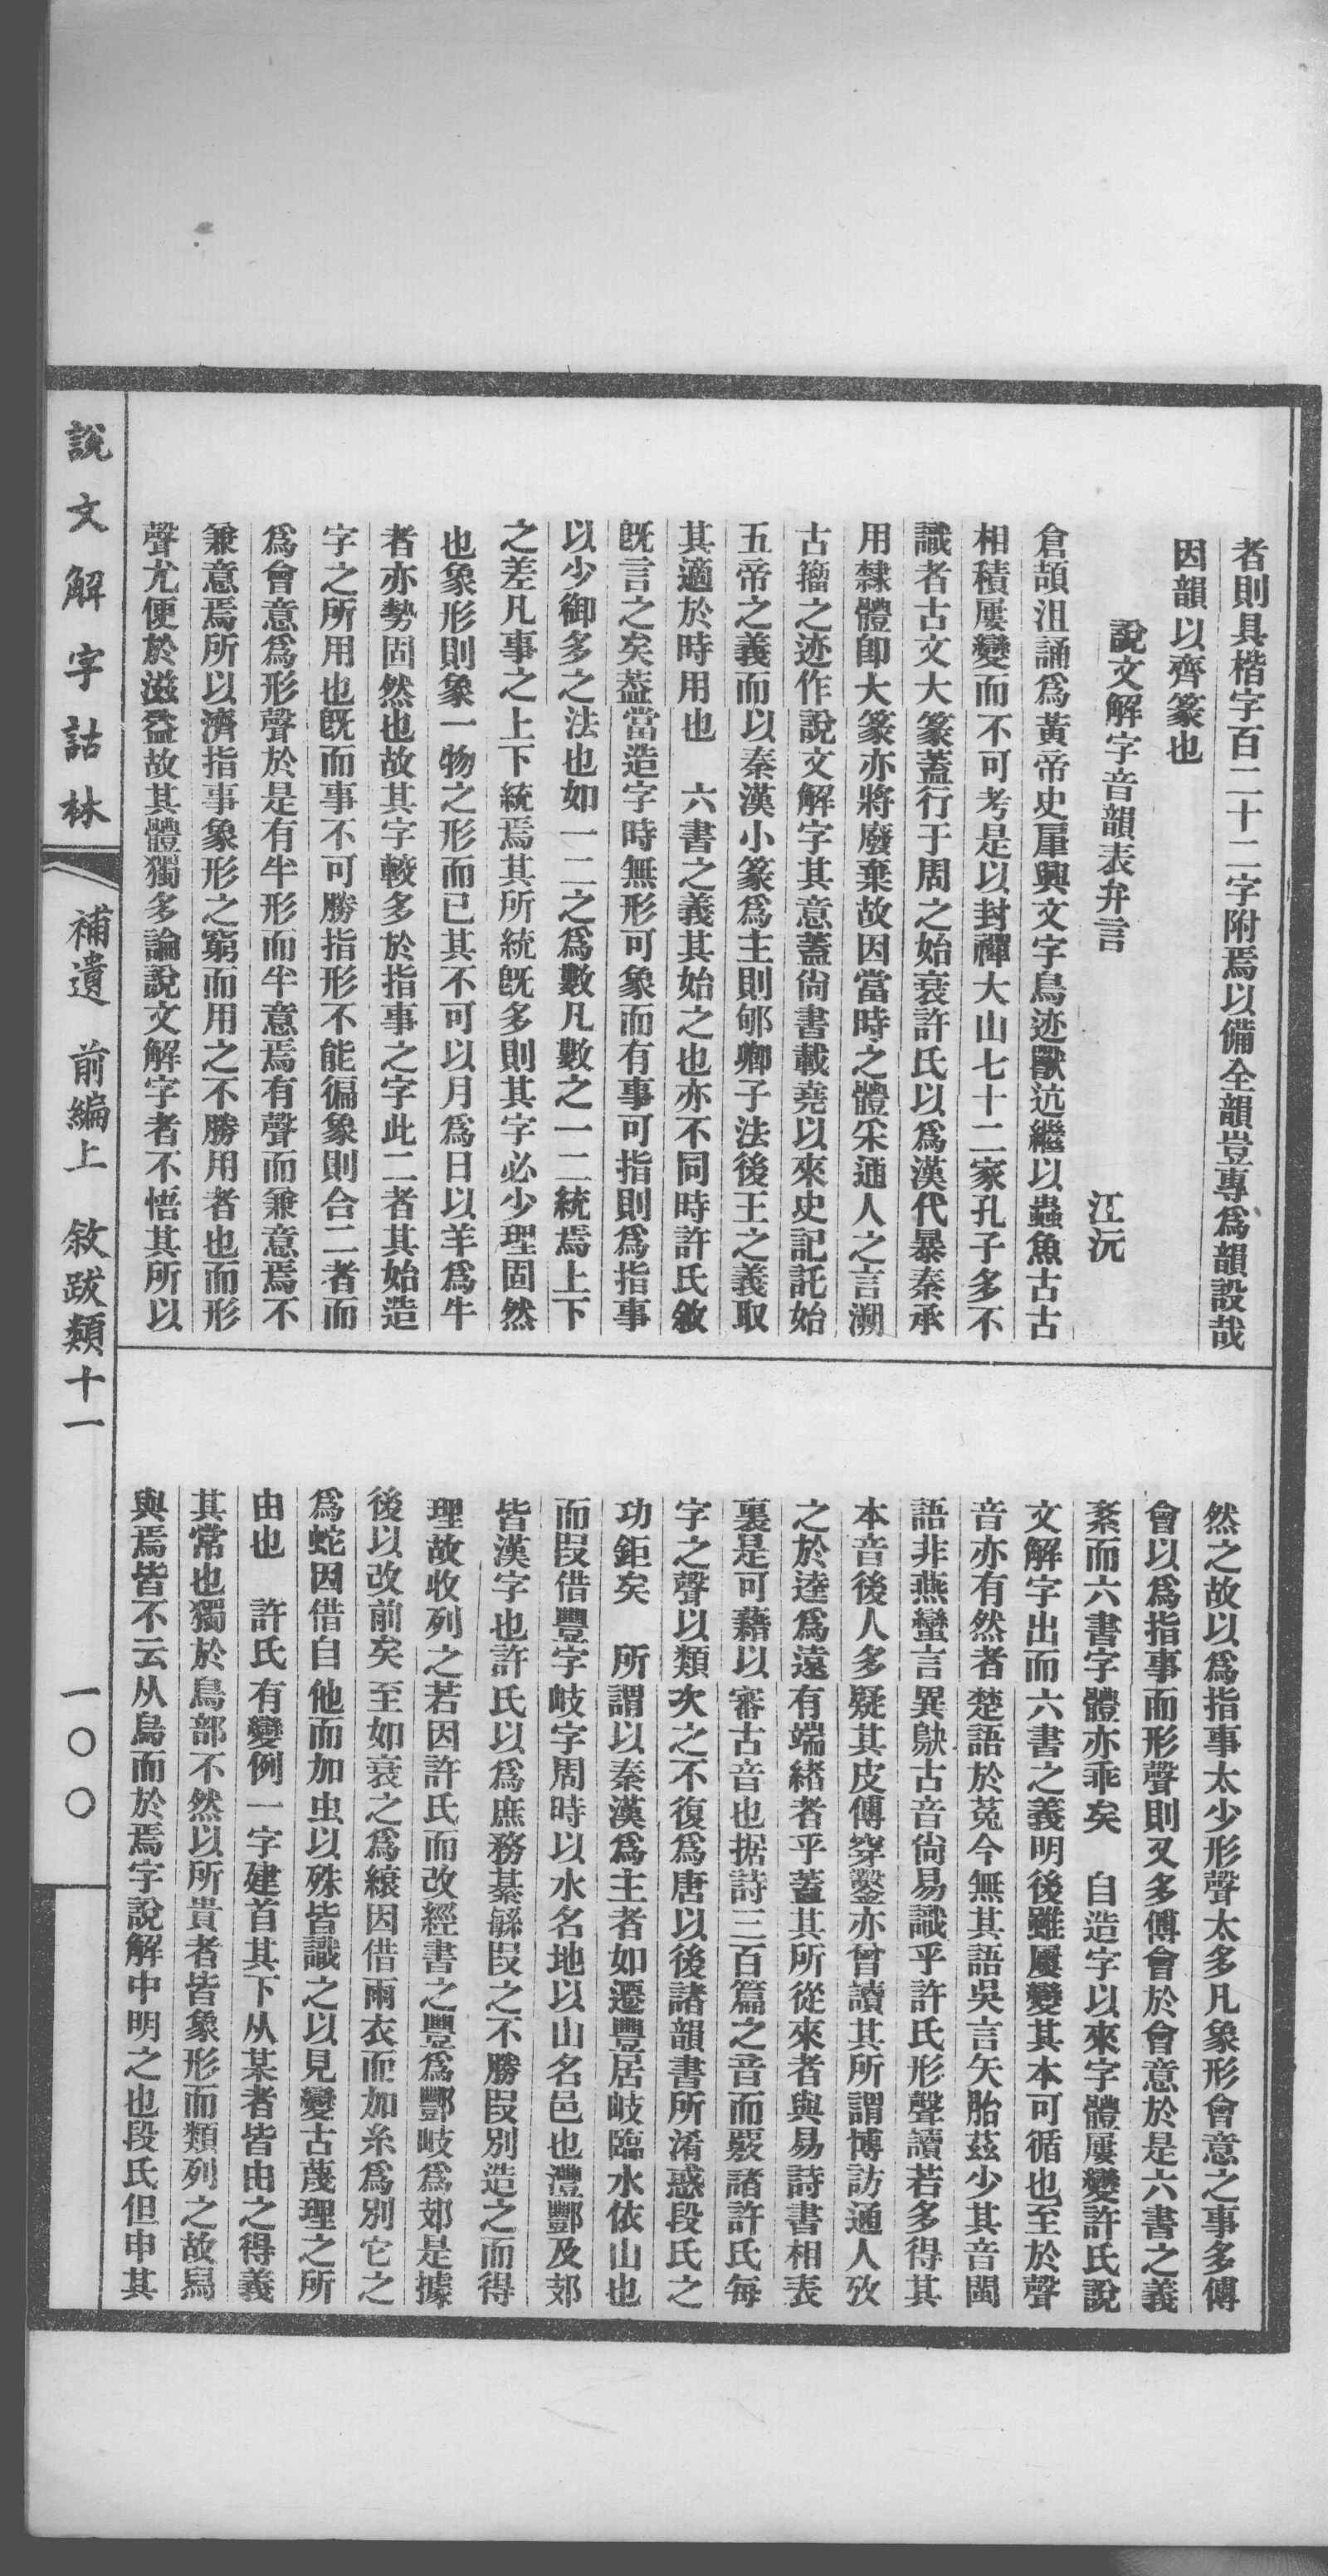 者則具楷字百二十二字附焉以備全韻豈專爲韻設哉
因韻以齊篆也
說文解字音韻表弁言
江沅
倉頡沮誦爲黃帝史肁興文字鳥迹獸迒繼以蟲魚古古
相積屢變而不可考是以封禪大山七十二家孔子多不
識者古文大篆蓋行于周之始衰許氏以爲漢代暴秦承
用隸體卽大篆亦將廢棄故因當時之體采通人之言溯
古籀之迹作說文解字其意蓋尙書載堯以來史記託始
五帝之義而以秦漢小篆爲主則郇卿子法後王之義取
其適於時用也　六書之義其始之也亦不同時許氏敘
旣言之矣葢當造字時無形可象而有事可指則爲指事
以少御多之法也如一二之爲數凡數之一二統焉上下
之差凡事之上下統焉其所統旣多則其字必少理固然
也象形則象一物之形而已其不可以月爲日以羊爲牛
者亦勢固然也故其字較多於指事之字此二者其始造
字之所用也旣而事不可勝指形不能徧象則合二者而
爲會意爲形聲於是有半形而半意焉有聲而兼意焉不
兼意焉所以濟指事象形之窮而用之不勝用者也而形
聲尤便於滋益故其體獨多論說文解字者不悟其所以
然之故以爲指事太少形聲太多凡象形會意之事多傅
會以爲指事而形聲則又多傅會於會意於是六書之義
紊而六書字體亦乖矣　自造字以來字體屢變許氏說
文解字出而六書之義明後雖屢變其本可循也至於聲
音亦有然者楚語於菟今無其語吳言矢胎茲少其音閩
語非燕蠻言異鴃古音尙易識乎許氏形聲讀若多得其
本音後人多疑其皮傅穿鑿亦曾讀其所謂博訪通人攷
之於逵爲遠有端緖者乎蓋其所從來者與易詩書相表
裏是可藉以審古音也据詩三百篇之音而覈諸許氏每
字之聲以類次之不復爲唐以後諸韻書所淆惑段氏之
功鉅矣　所謂以秦漢爲主者如遷豐居岐臨水依山也
而叚借豐字岐字周時以水名地以山名邑也灃酆及郊
皆漢字也許氏以爲庶務綦緐叚之不勝叚別造之而得
理故收列之若因許氏而改經書之豐爲酆岐爲郊是據
後以改前矣至如衰之爲縗因借雨衣而加糸爲別它之
爲蛇因借自他而加虫以殊皆識之以見變古蔑理之所
由也　許氏有變例一字建首其下从某者皆由之得義
其常也獨於鳥部不然以所貴者皆象形而類列之故舄
與焉皆不云从鳥而於焉字說解中明之也段氏但申其
說文解字詁林
補遺　前編上　敘跋類十一
一〇〇